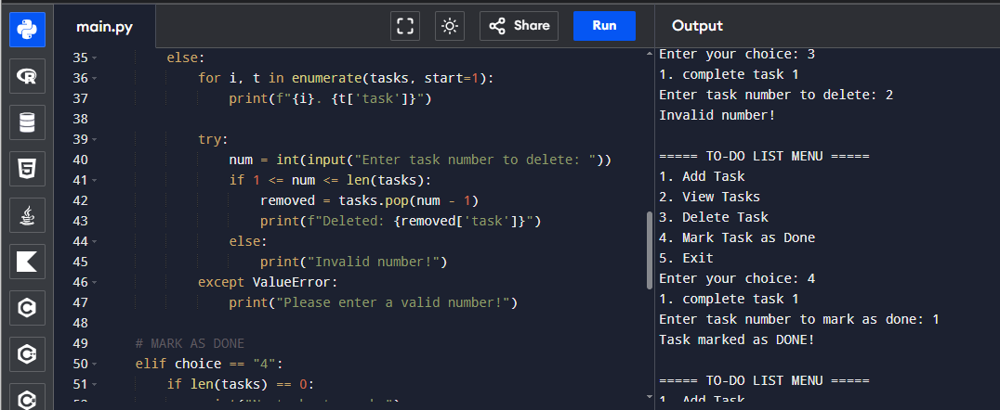 main.py
Share
Run
Output
35 else:
36 for i, t in enumerate(tasks, start=1):
37 print(f"{i}. {t['task']}")
38
39 try:
40 num = int(input("Enter task number to delete: "))
41 if 1 <= num <= len(tasks):
42 removed = tasks.pop(num - 1)
43 print(f"Deleted: {removed['task']}")
44 else:
45 print("Invalid number!")
46 except ValueError:
47 print("Please enter a valid number!")
48
49 # MARK AS DONE
50 elif choice == "4":
51 if len(tasks) == 0:
Enter your choice: 3
1. complete task 1
Enter task number to delete: 2
Invalid number!
===== TO-DO LIST MENU =====
1. Add Task
2. View Tasks
3. Delete Task
4. Mark Task as Done
5. Exit
Enter your choice: 4
1. complete task 1
Enter task number to mark as done: 1
Task marked as DONE!
===== TO-DO LIST MENU =====
1. Add Task